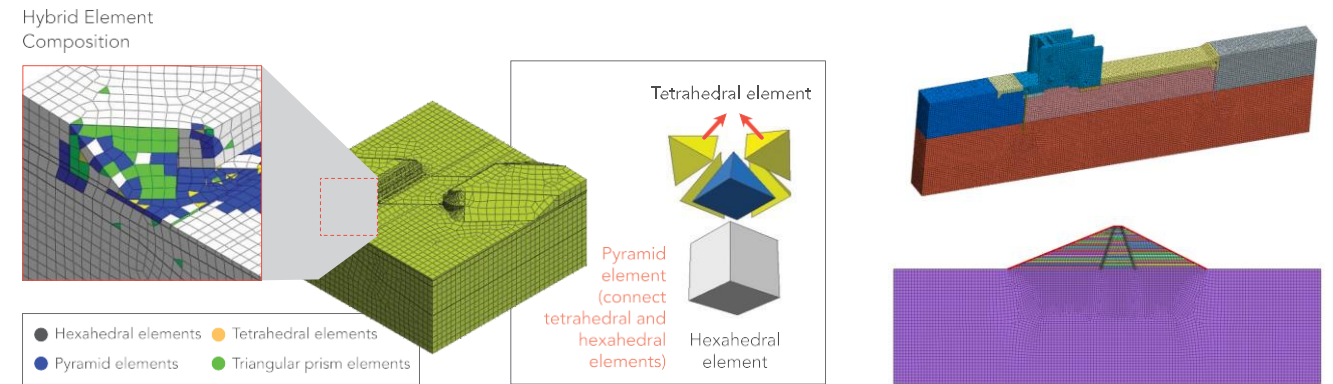 Hybrid Element
Composition
Hexahedral elements
Tetrahedral elements
Pyramid elements
Triangular prism elements
Tetrahedral element
Pyramid
element
(connect
tetrahedral and
hexahedral
elements)
Hexahedral
element